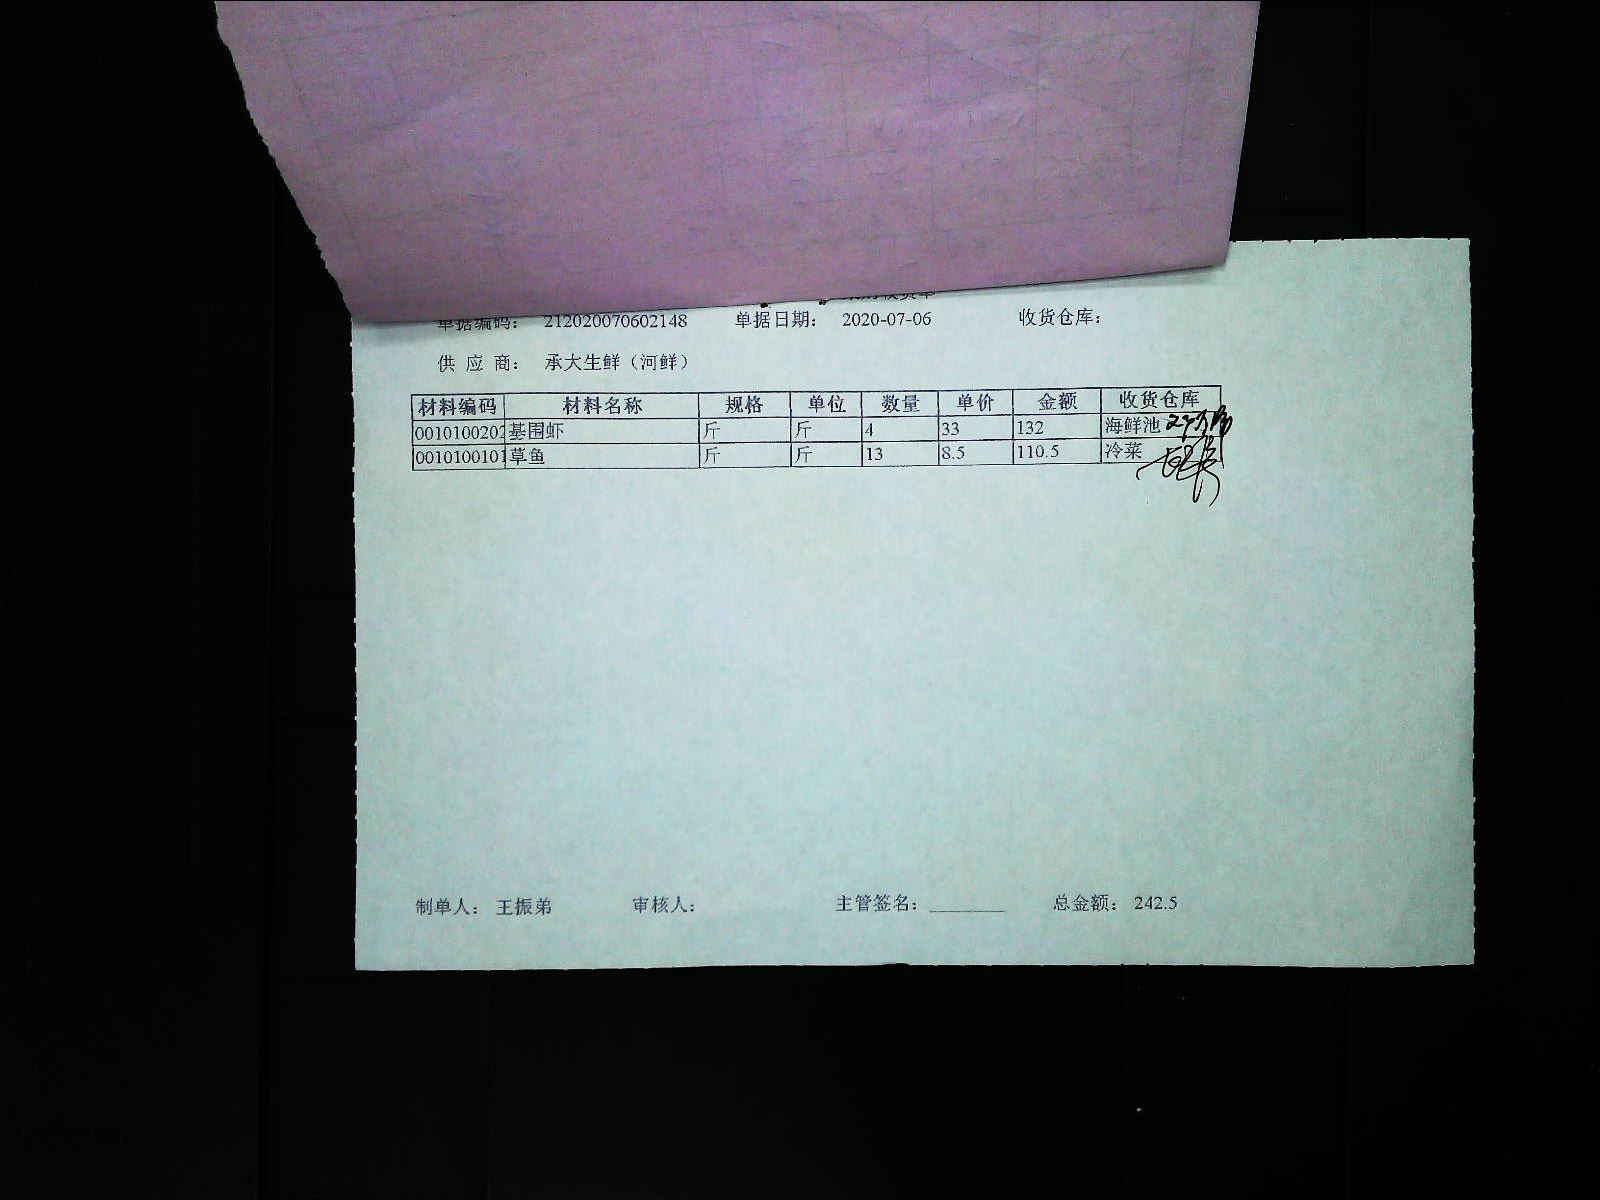 单据编码: 212020070602148 单据日期: 2020-07-06 收货仓库:
供 应 商: 承大生鲜（河鲜）
材料编码 材料名称 规格 单位 数量 单价 金额 收货仓库
0010100202 基围虾 斤 斤 4 33 132 海鲜池
0010100101 草鱼 斤 斤 13 8.5 110.5 冷菜
制单人: 王振弟 审核人: 主管签名: ________ 总金额: 242.5